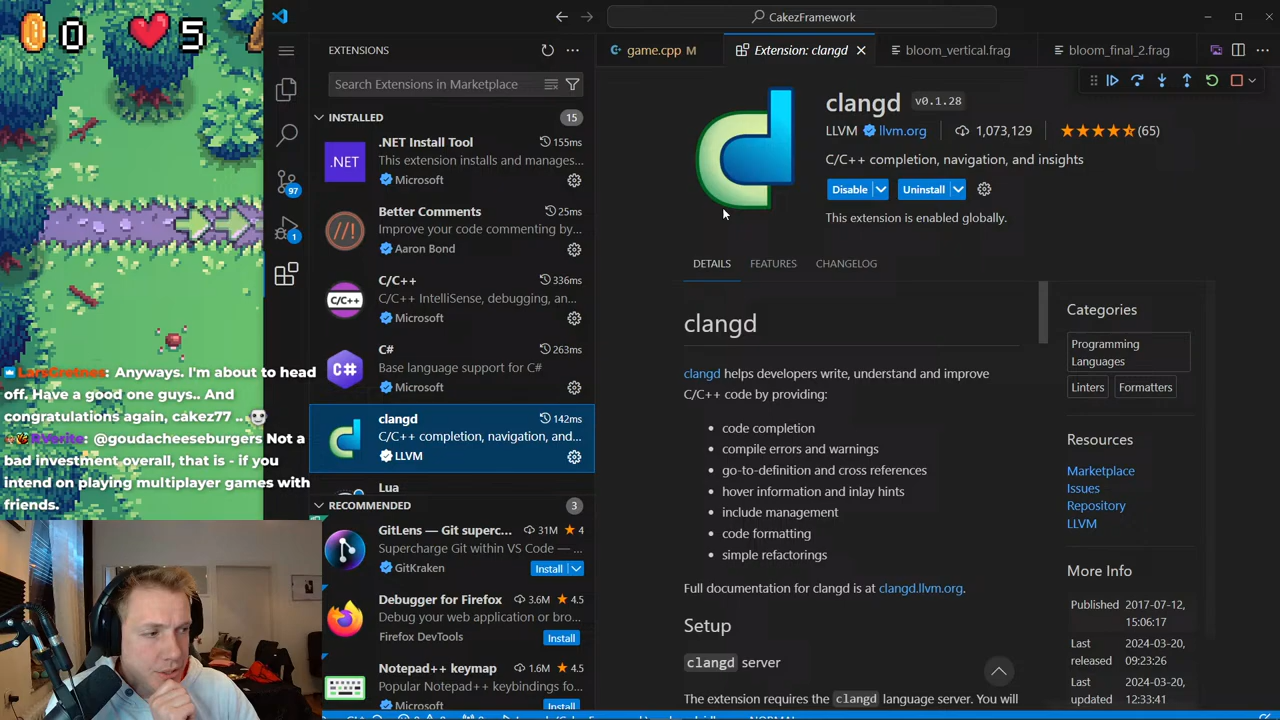 0
5
LarsCreines: Anyways. I'm about to head
off. Have a good one guys.. And
congratulations again, cakez77 ..
RVerite: @goudacheeseburgers Not a
bad investment overall, that is - if you
intend on playing multiplayer games with
friends.
CakezFramework
97
1
EXTENSIONS
Search Extensions in Marketplace
INSTALLED
15
.NET
.NET Install Tool
155ms
This extension installs and manages...
Microsoft
//!
Better Comments
25ms
Improve your code commenting by...
Aaron Bond
C/C++
C/C++
336ms
C/C++ IntelliSense, debugging, an...
Microsoft
C#
C#
263ms
Base language support for C#
Microsoft
clangd
142ms
C/C++ completion, navigation, and...
LLVM
Lua
RECOMMENDED
3
GitLens — Git superc...
31M
4
Supercharge Git within VS Code — ...
GitKraken
Install
Debugger for Firefox
3.6M
4.5
Debug your web application or bro...
Firefox DevTools
Install
Notepad++ keymap
1.6M
4.5
Popular Notepad++ keybindings fo...
Microsoft
Install
game.cpp M
Extension: clangd
bloom_vertical.frag
bloom_final_2.frag
clangd
v0.1.28
LLVM
llvm.org
1,073,129
(65)
C/C++ completion, navigation, and insights
Disable
Uninstall
This extension is enabled globally.
DETAILS
FEATURES
CHANGELOG
clangd
clangd helps developers write, understand and improve
C/C++ code by providing:
• code completion
• compile errors and warnings
• go-to-definition and cross references
• hover information and inlay hints
• include management
• code formatting
• simple refactorings
Full documentation for clangd is at clangd.llvm.org.
Setup
clangd server
The extension requires the clangd language server. You will
Categories
Programming
Languages
Linters
Formatters
Resources
Marketplace
Issues
Repository
LLVM
More Info
Published
2017-07-12,
15:06:17
Last
released
2024-03-20,
09:23:26
Last
updated
2024-03-20,
12:33:41
NORMAL